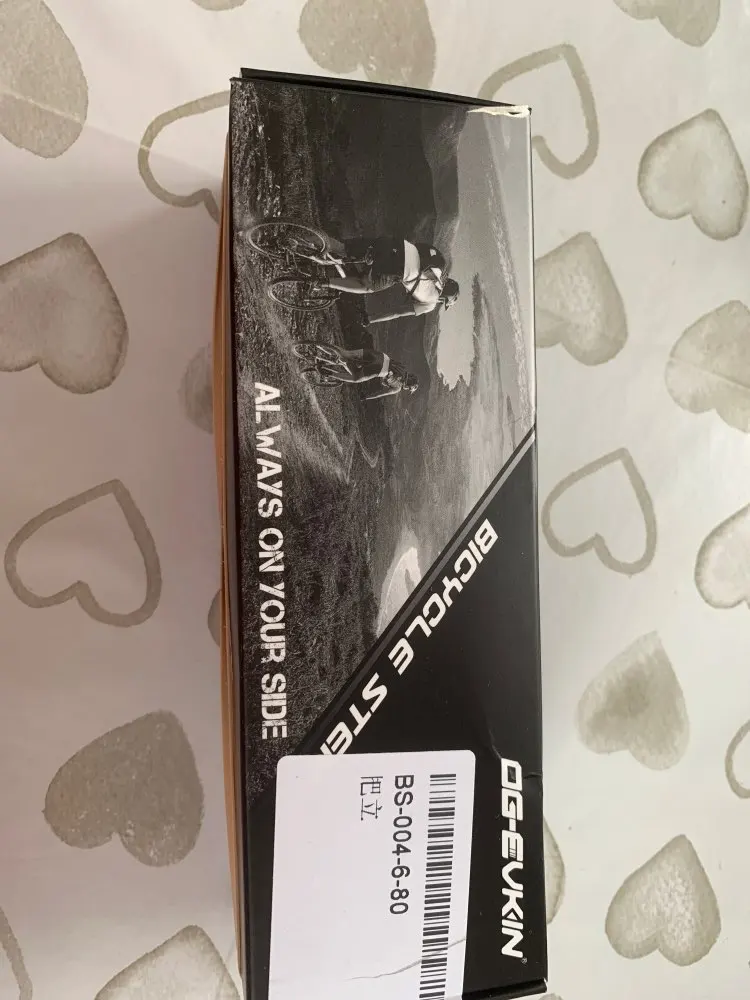 ALWAYS ON YOUR SIDE
BICYCLE STE
OG-EVKIN®
BS-004-6-80
把立